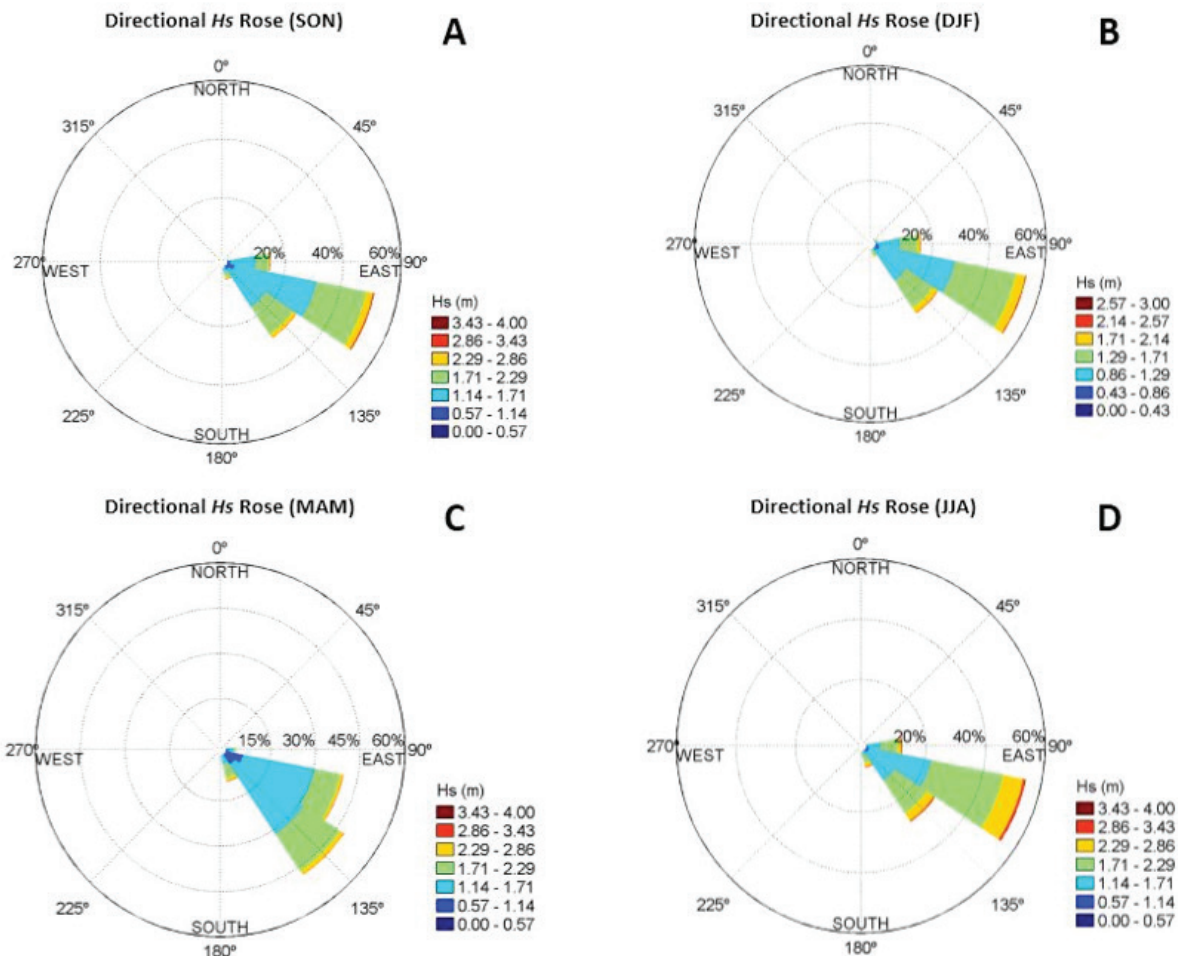 Directional Hs Rose (SON)
A
0º
NORTH
315º
45º
20%
40%
60%
270º
WEST
EAST
90º
225º
135º
SOUTH
180º
Hs (m)
3.43 - 4.00
2.86 - 3.43
2.29 - 2.86
1.71 - 2.29
1.14 - 1.71
0.57 - 1.14
0.00 - 0.57
Directional Hs Rose (DJF)
B
0º
NORTH
315º
45º
20%
40%
60%
270º
WEST
EAST
90º
225º
135º
SOUTH
180º
Hs (m)
2.57 - 3.00
2.14 - 2.57
1.71 - 2.14
1.29 - 1.71
0.86 - 1.29
0.43 - 0.86
0.00 - 0.43
Directional Hs Rose (MAM)
C
0º
NORTH
315º
45º
15%
30%
45%
60%
270º
WEST
EAST
90º
225º
135º
SOUTH
180º
Hs (m)
3.43 - 4.00
2.86 - 3.43
2.29 - 2.86
1.71 - 2.29
1.14 - 1.71
0.57 - 1.14
0.00 - 0.57
Directional Hs Rose (JJA)
D
0º
NORTH
315º
45º
20%
40%
60%
270º
WEST
EAST
90º
225º
135º
SOUTH
180º
Hs (m)
3.43 - 4.00
2.86 - 3.43
2.29 - 2.86
1.71 - 2.29
1.14 - 1.71
0.57 - 1.14
0.00 - 0.57